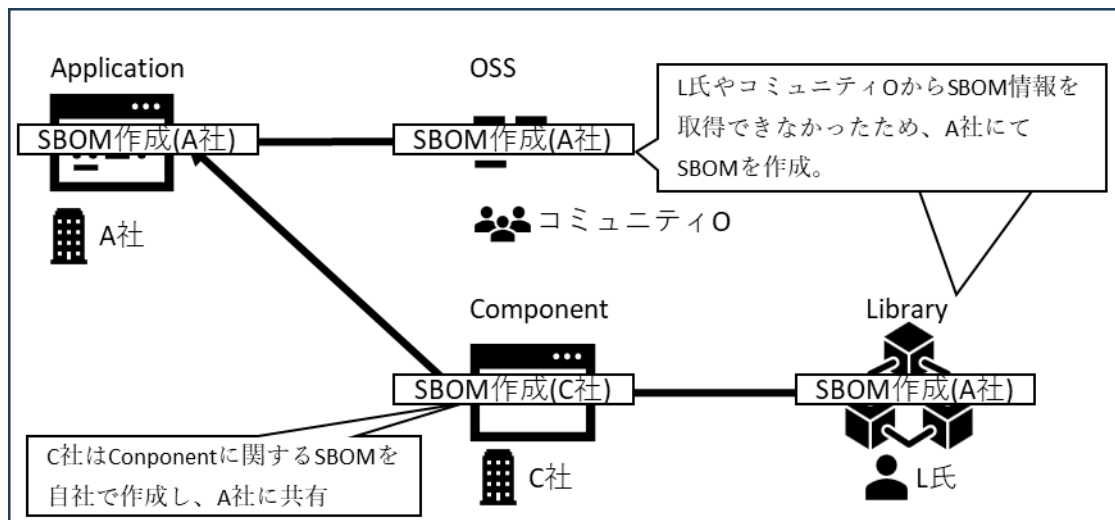 Application
OSS
SBOM作成(A社)
SBOM作成(A社)
L氏やコミュニティOからSBOM情報を
取得できなかったため、A社にて
SBOMを作成。
A社
コミュニティO
Component
Library
SBOM作成(C社)
SBOM作成(A社)
C社はConponentに関するSBOMを
自社で作成し、A社に共有
C社
L氏